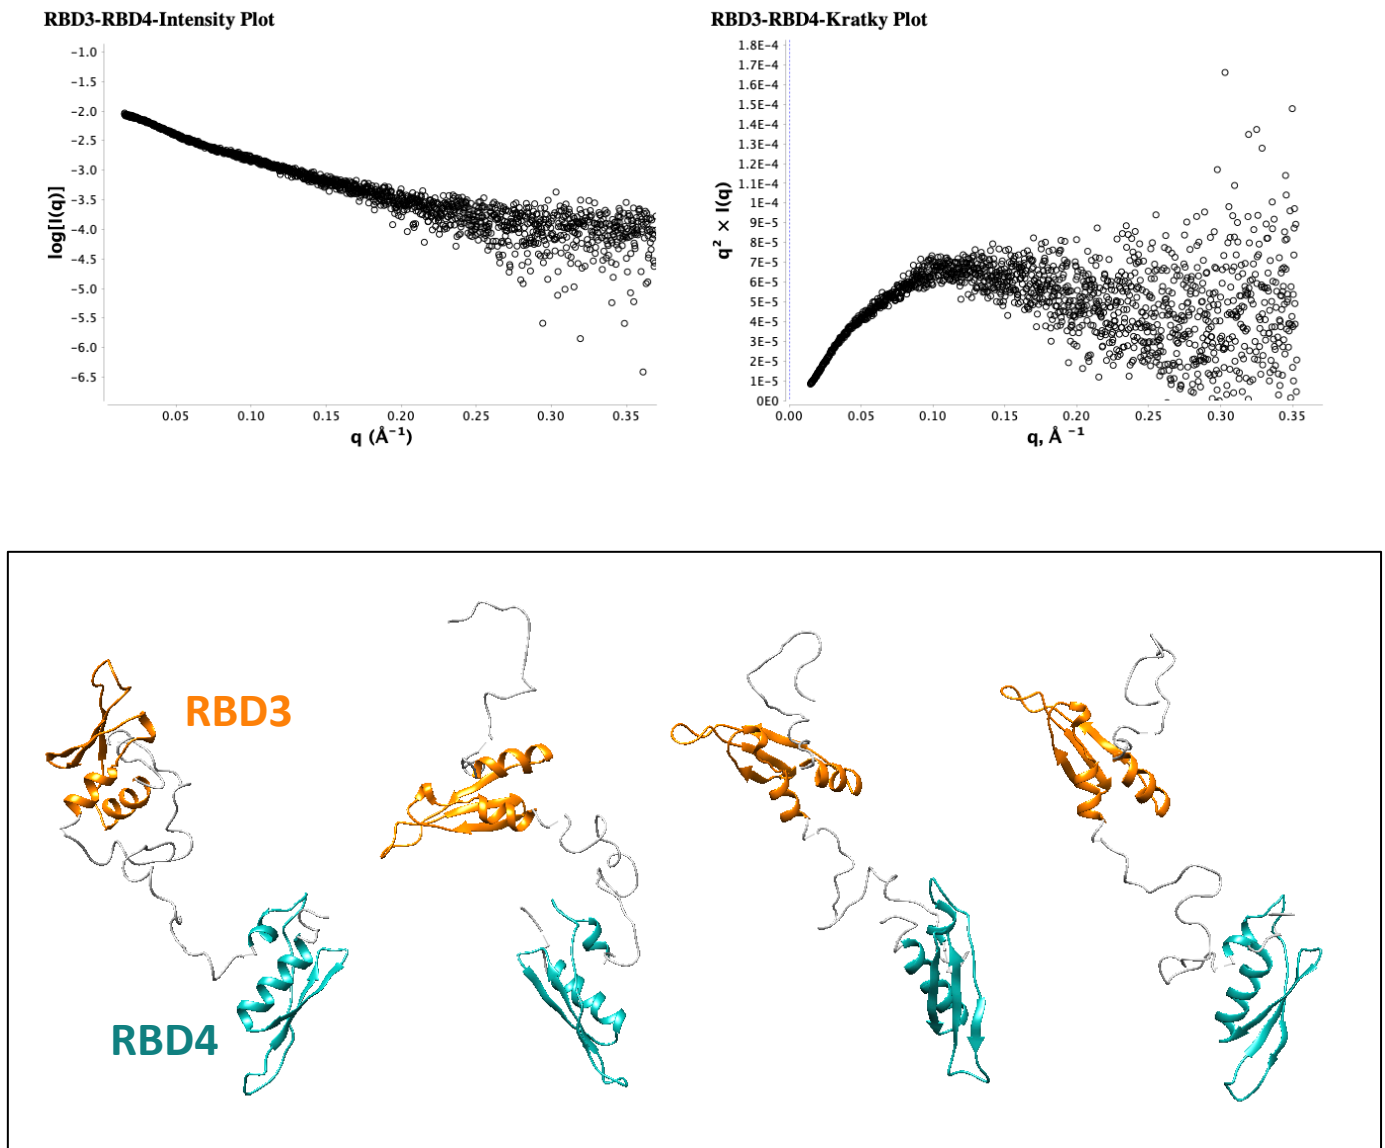 RBD3-RBD4-Intensity Plot
−1.0
−1.5
−2.0
−2.5
−3.0
−3.5
−4.0
−4.5
−5.0
−5.5
−6.0
−6.5
log[I(q)]
0.05 0.10 0.15 0.20 0.25 0.30 0.35
q (Å⁻¹)
RBD3-RBD4-Kratky Plot
1.8E-4
1.7E-4
1.6E-4
1.5E-4
1.4E-4
1.3E-4
1.2E-4
1.1E-4
1E-4
9E-5
8E-5
7E-5
6E-5
5E-5
4E-5
3E-5
2E-5
1E-5
0E0
q² × I(q)
0.00 0.05 0.10 0.15 0.20 0.25 0.30 0.35
q, Å ⁻¹
RBD3
RBD4